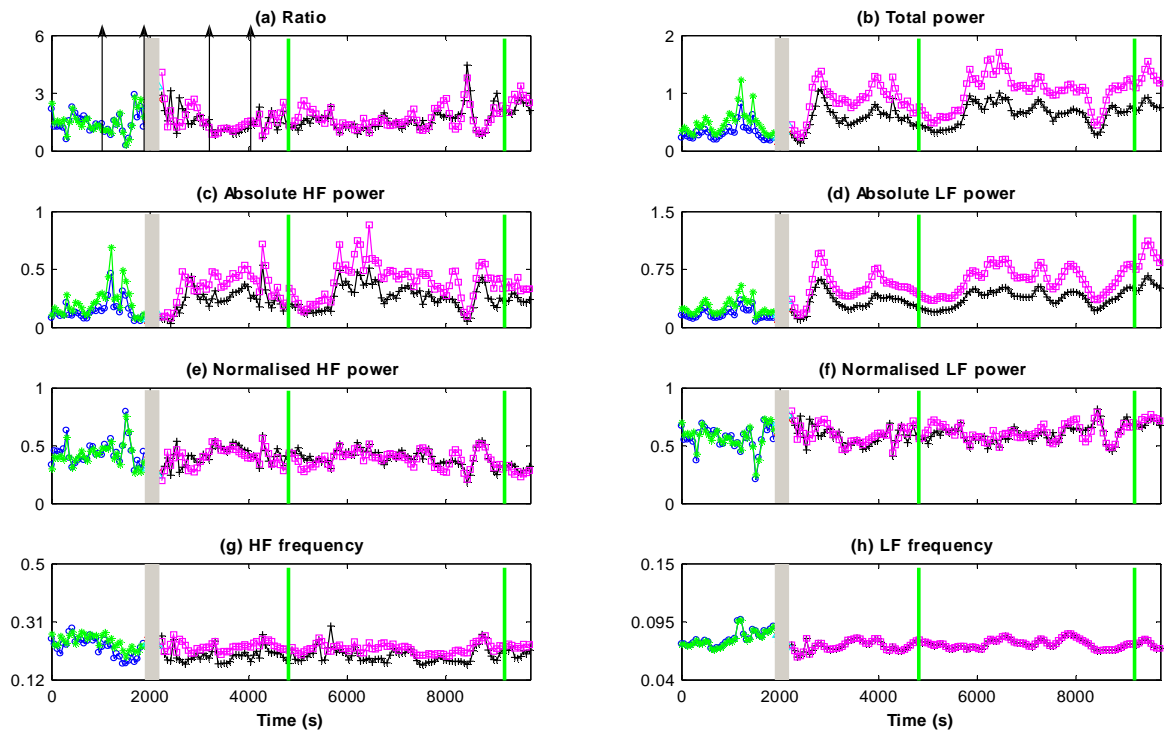 (a) Ratio
6
3
1
0
(b) Total power
2
1
0
(c) Absolute HF power
1
0.5
0
(d) Absolute LF power
1.5
0.75
0
(e) Normalised HF power
1
0.5
0
(f) Normalised LF power
1
0.5
0
(g) HF frequency
0.5
0.31
0.12
0 2000 4000 6000 8000
Time (s)
(h) LF frequency
0.15
0.095
0.04
0 2000 4000 6000 8000
Time (s)